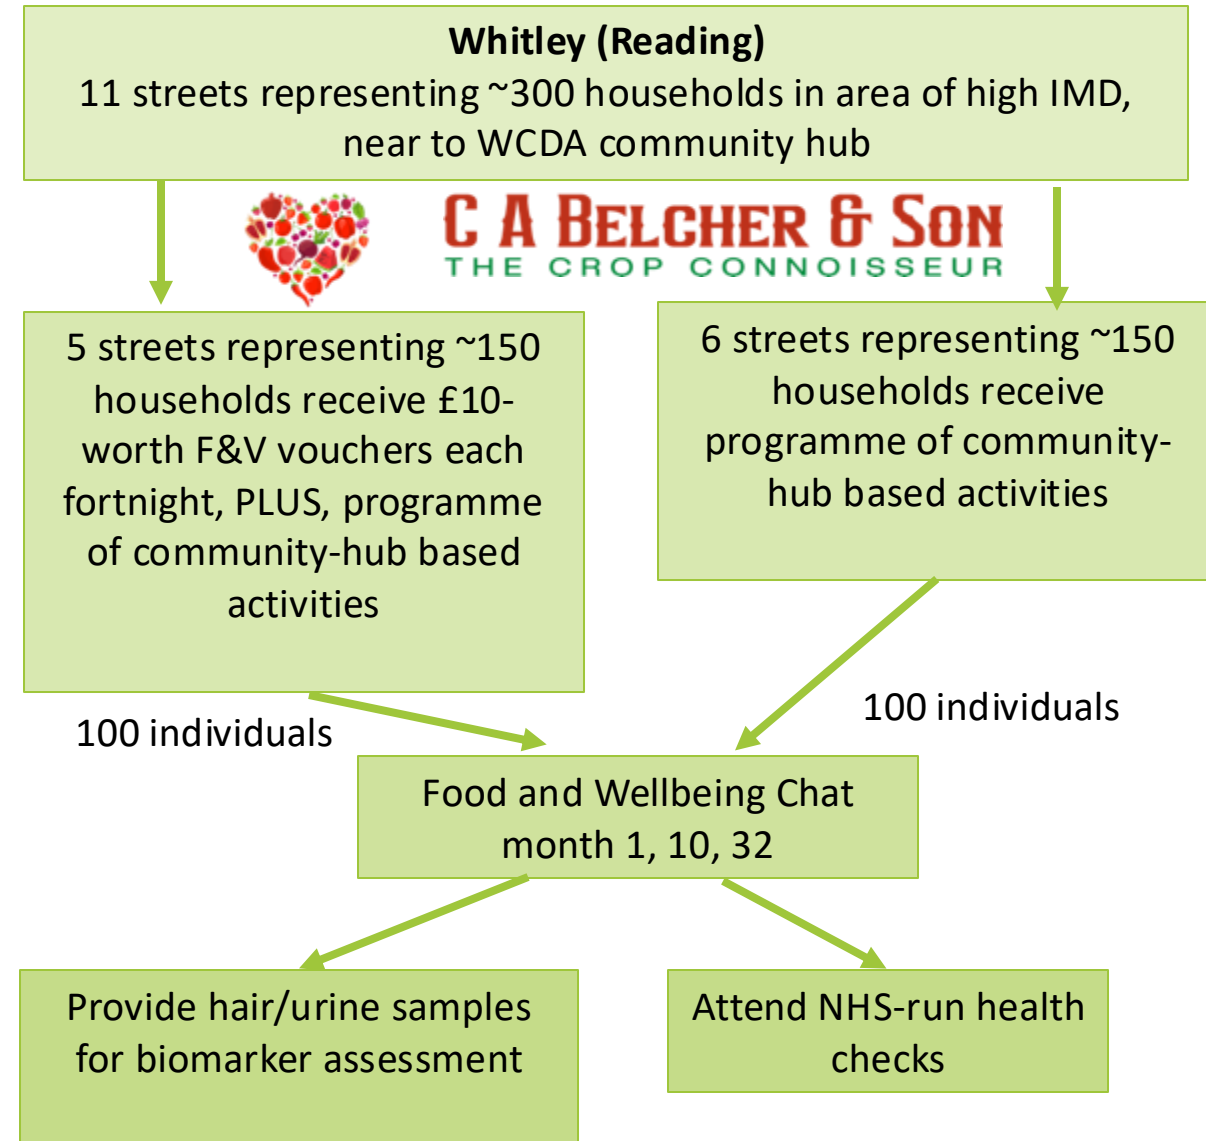 Whitley (Reading)
11 streets representing ~300 households in area of high IMD,
near to WCDA community hub
C A BELCHER & SON
THE CROP CONNOISSEUR
5 streets representing ~150
households receive £10-
worth F&V vouchers each
fortnight, PLUS, programme
of community-hub based
activities
6 streets representing ~150
households receive
programme of community-
hub based activities
100 individuals
100 individuals
Food and Wellbeing Chat
month 1, 10, 32
Provide hair/urine samples
for biomarker assessment
Attend NHS-run health
checks